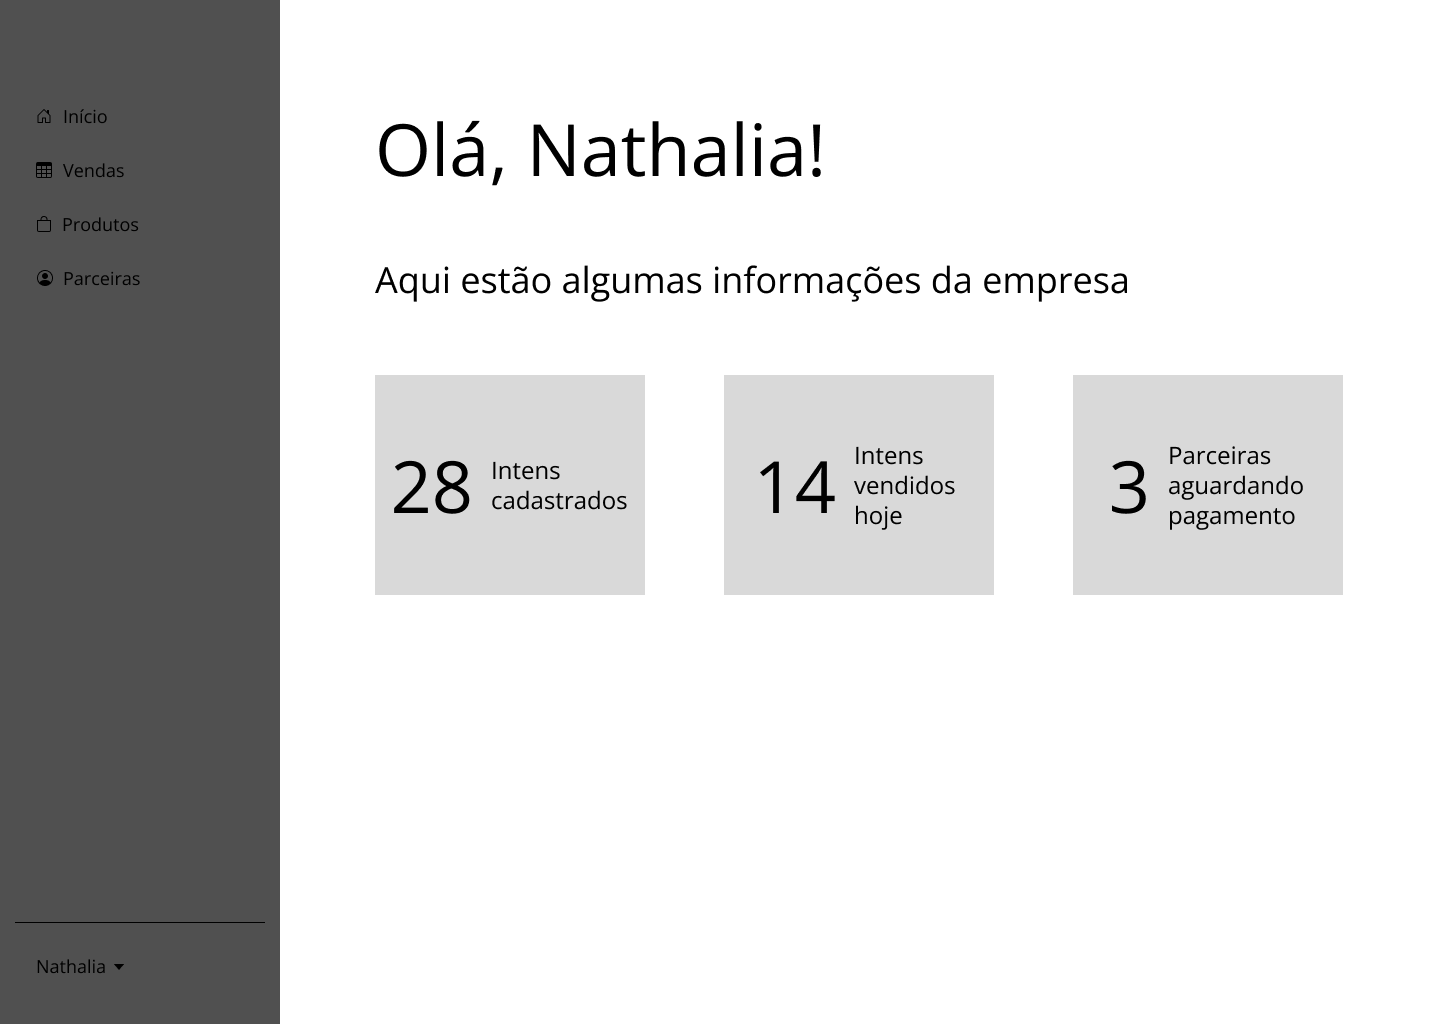 Início
Vendas
Produtos
Parceiras
Nathalia
Olá, Nathalia!
Aqui estão algumas informações da empresa
28
Intens
cadastrados
14
Intens
vendidos
hoje
3
Parceiras
aguardando
pagamento